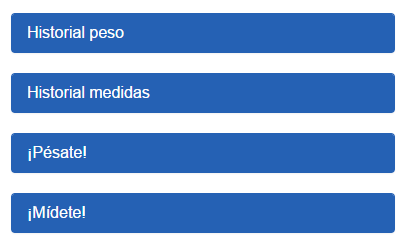 Historial peso
Historial medidas
¡Pésate!
¡Mídete!